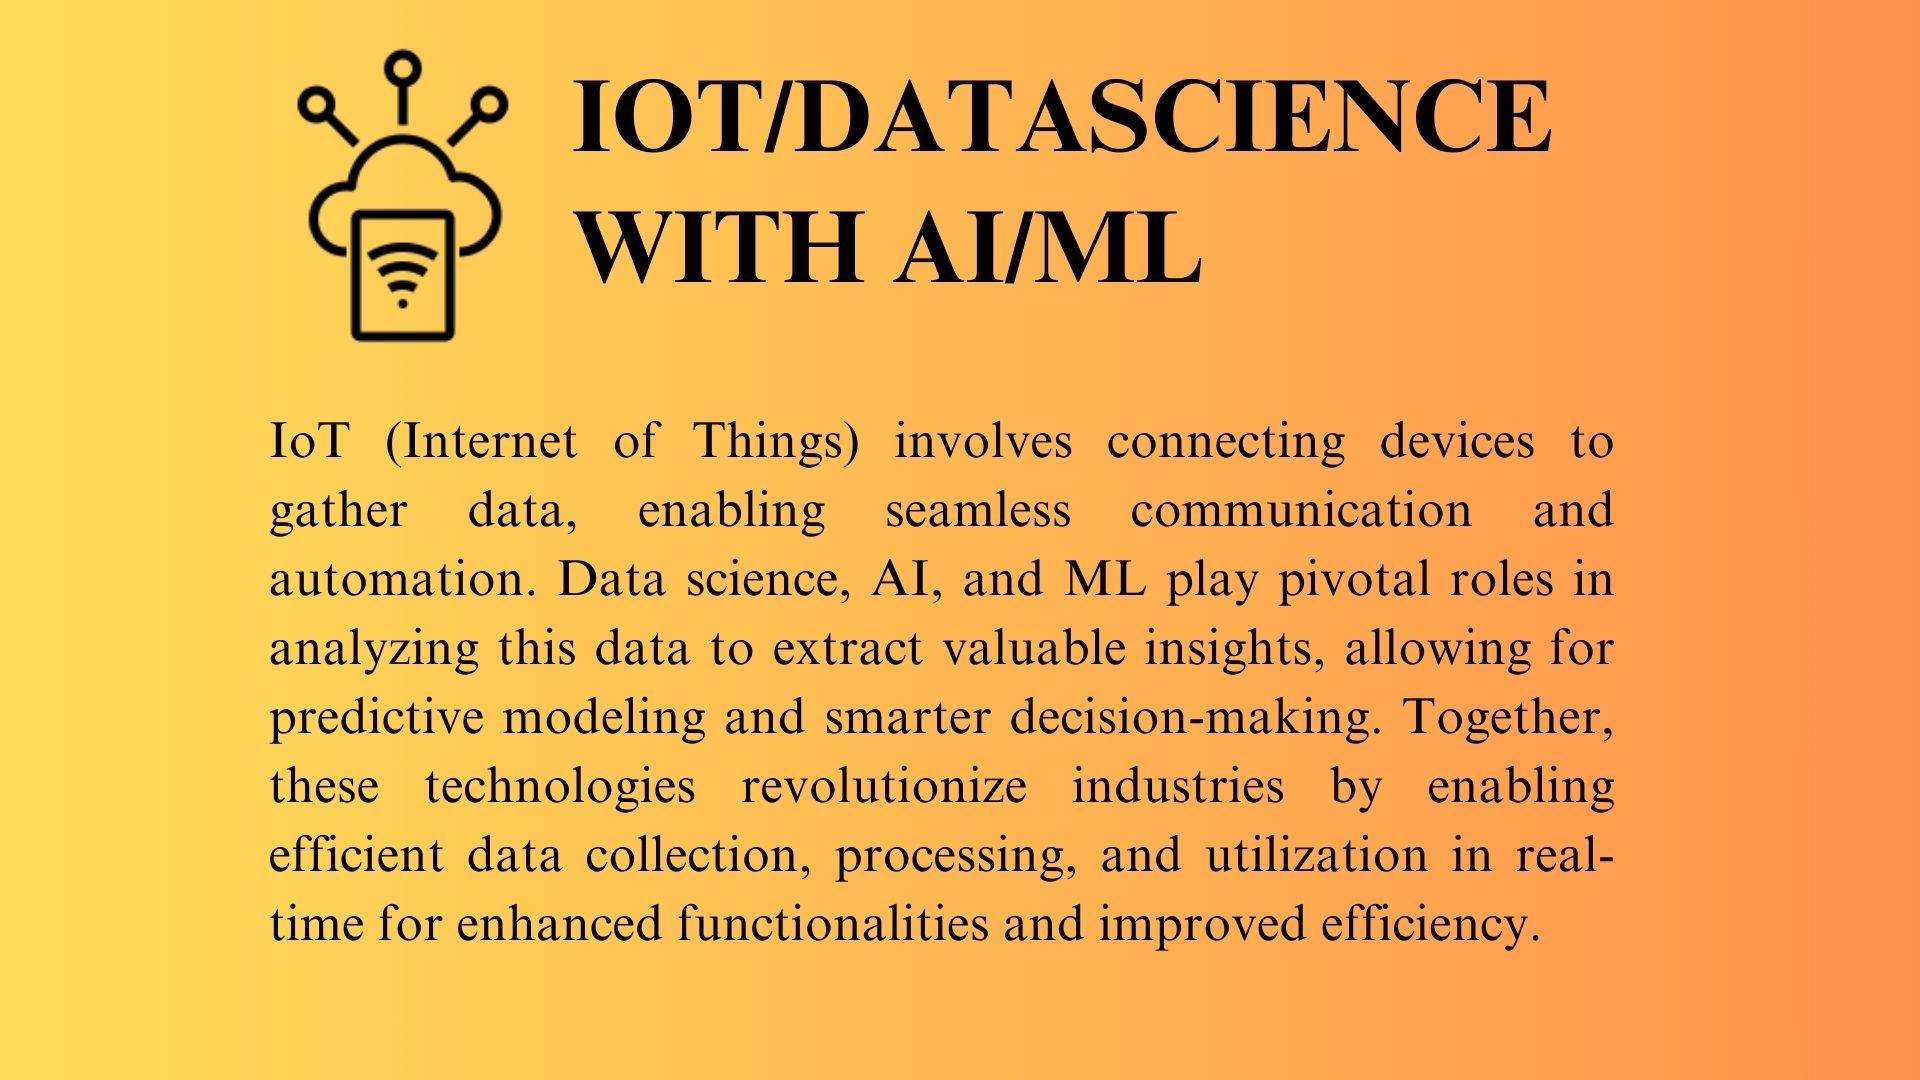 IOT/DATASCIENCE
WITH AI/ML
IoT (Internet of Things) involves connecting devices to
gather data, enabling seamless communication and
automation. Data science, AI, and ML play pivotal roles in
analyzing this data to extract valuable insights, allowing for
predictive modeling and smarter decision-making. Together,
these technologies revolutionize industries by enabling
efficient data collection, processing, and utilization in real-
time for enhanced functionalities and improved efficiency.